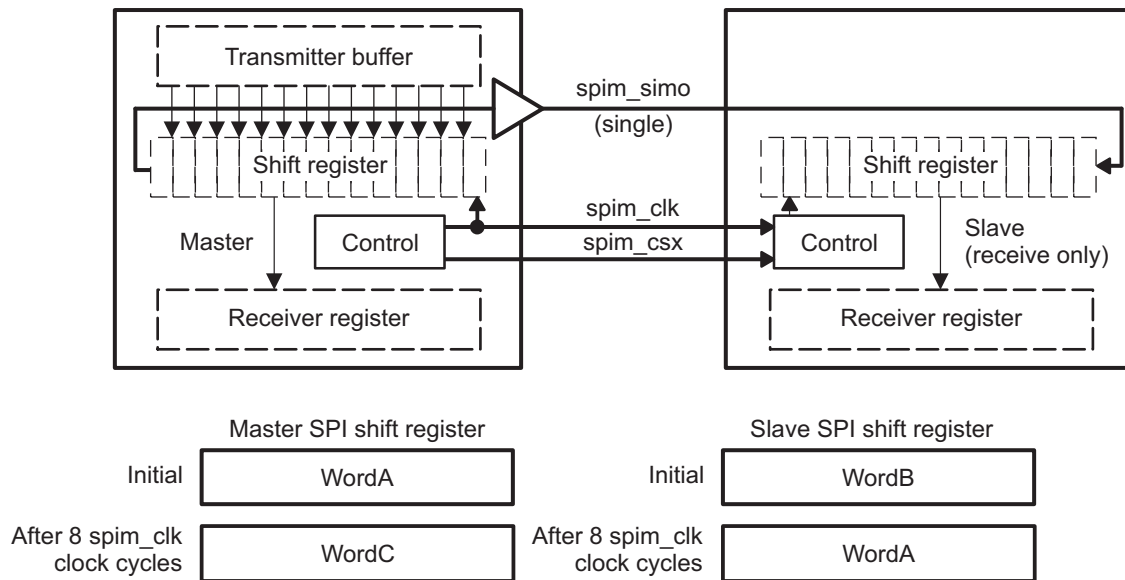 Transmitter buffer
spim_simo
(single)
Shift register
Shift register
spim_clk
Master
Control
spim_csx
Control
Slave
(receive only)
Receiver register
Receiver register
Master SPI shift register
Slave SPI shift register
Initial
WordA
Initial
WordB
After 8 spim_clk
clock cycles
WordC
After 8 spim_clk
clock cycles
WordA